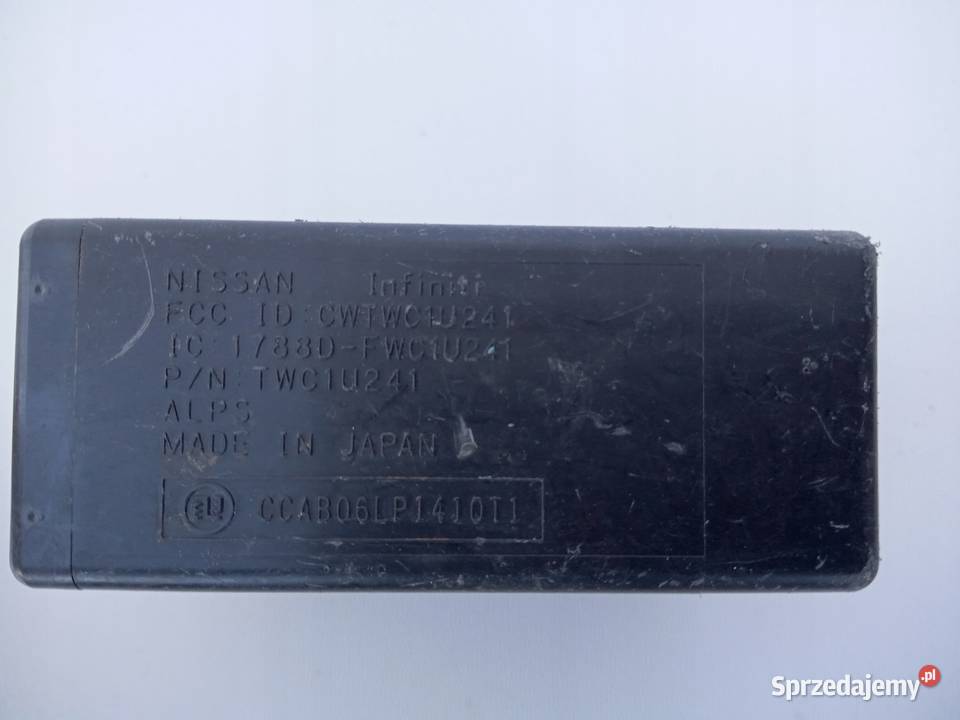 NISSAN Infiniti
FCC ID:CWTWC1U241
IC:1788D-FWC1U241
P/N:TWC1U241
ALPS
MADE IN JAPAN
CCAB06LP1410T1
Sprzedajemy.pl